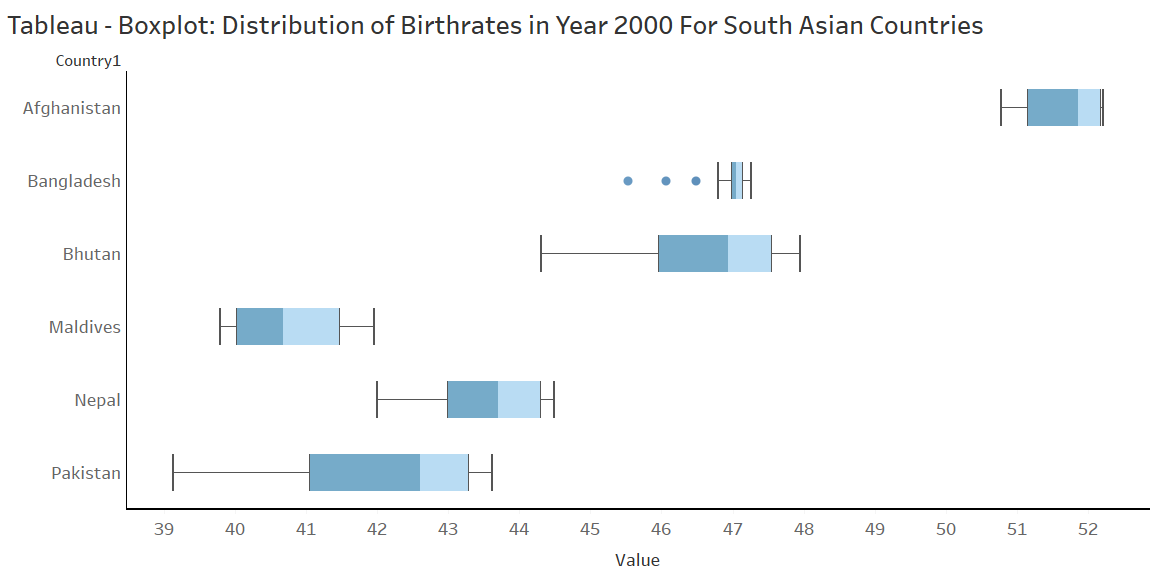 Tableau - Boxplot: Distribution of Birthrates in Year 2000 For South Asian Countries
Country1
Afghanistan
Bangladesh
Bhutan
Maldives
Nepal
Pakistan
39 40 41 42 43 44 45 46 47 48 49 50 51 52
Value